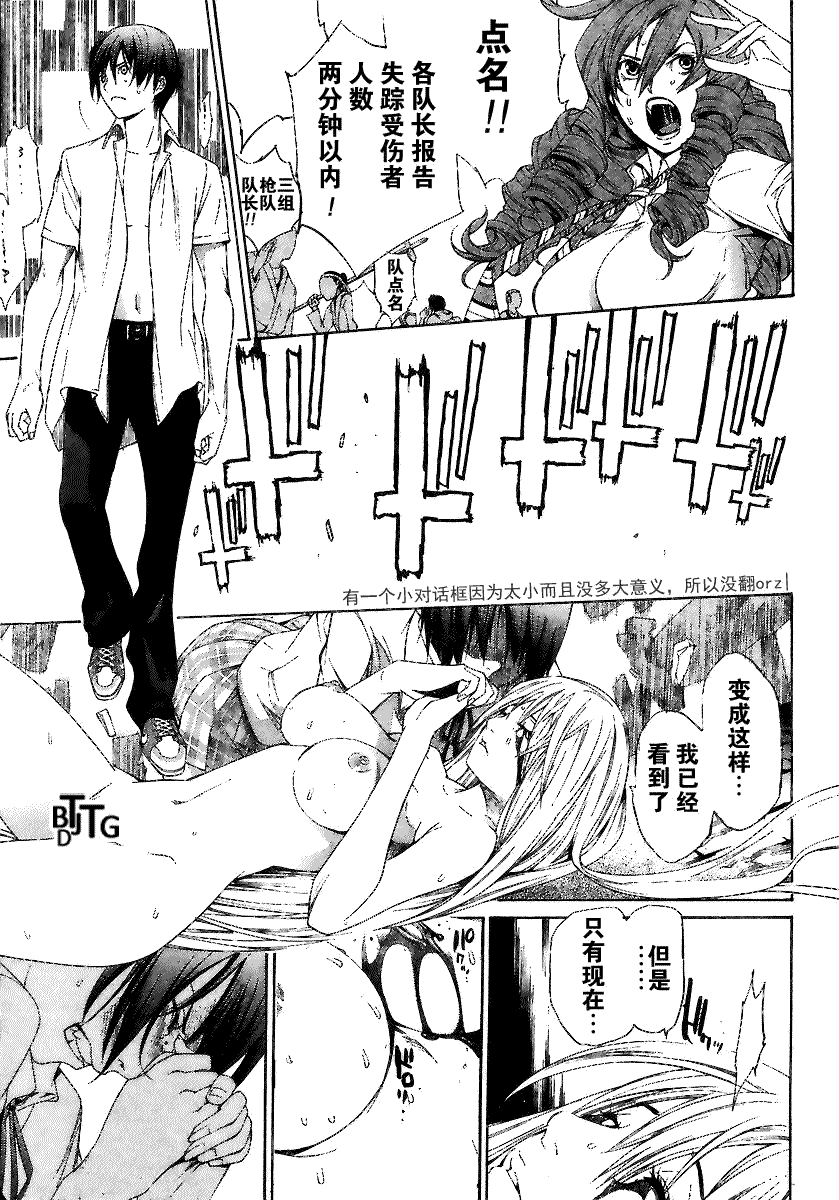 点名!!
各队长报告
失踪受伤者
人数
两分钟以内!
三组
枪队
队长!!
队点名
有一个小对话框因为太小而且没多大意义，所以没翻orz
变成这样…
我已经
看到了
BTJTG
D
但是
……
只有现在…